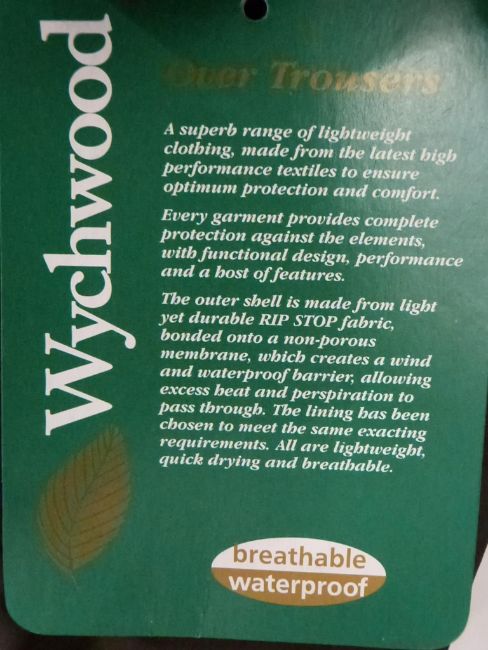 Wychwood
Over Trousers
A superb range of lightweight
clothing, made from the latest high
performance textiles to ensure
optimum protection and comfort.
Every garment provides complete
protection against the elements,
with functional design, performance
and a host of features.
The outer shell is made from light
yet durable RIP STOP fabric,
bonded onto a non-porous
membrane, which creates a wind
and waterproof barrier, allowing
excess heat and perspiration to
pass through. The lining has been
chosen to meet the same exacting
requirements. All are lightweight,
quick drying and breathable.
breathable
waterproof